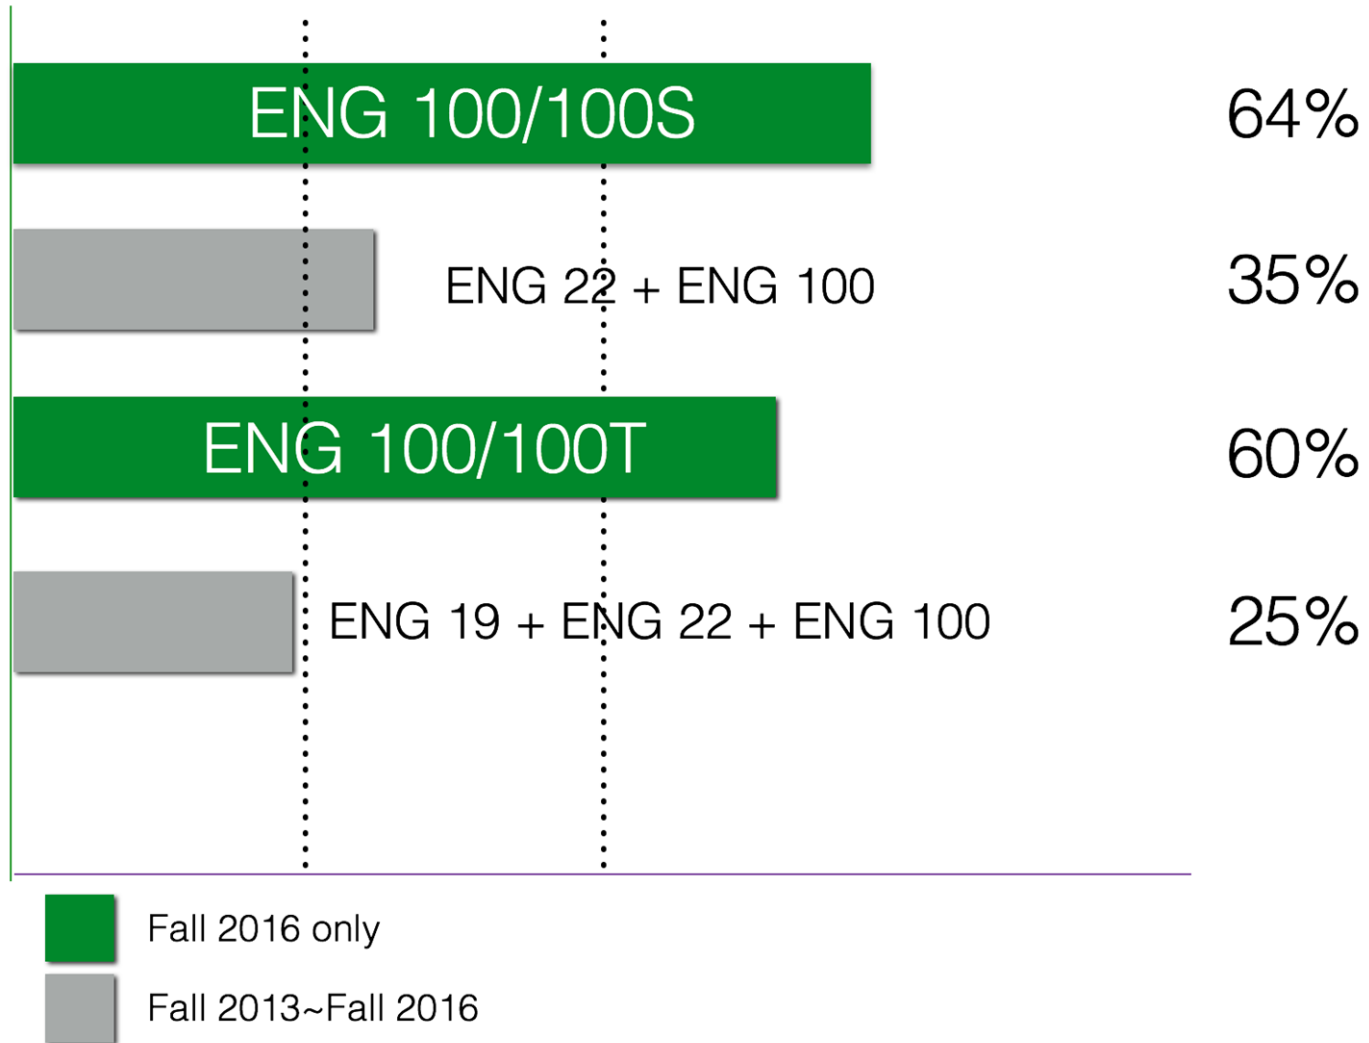 ENG 100/100S 64%
ENG 22 + ENG 100 35%
ENG 100/100T 60%
ENG 19 + ENG 22 + ENG 100 25%
Fall 2016 only
Fall 2013~Fall 2016